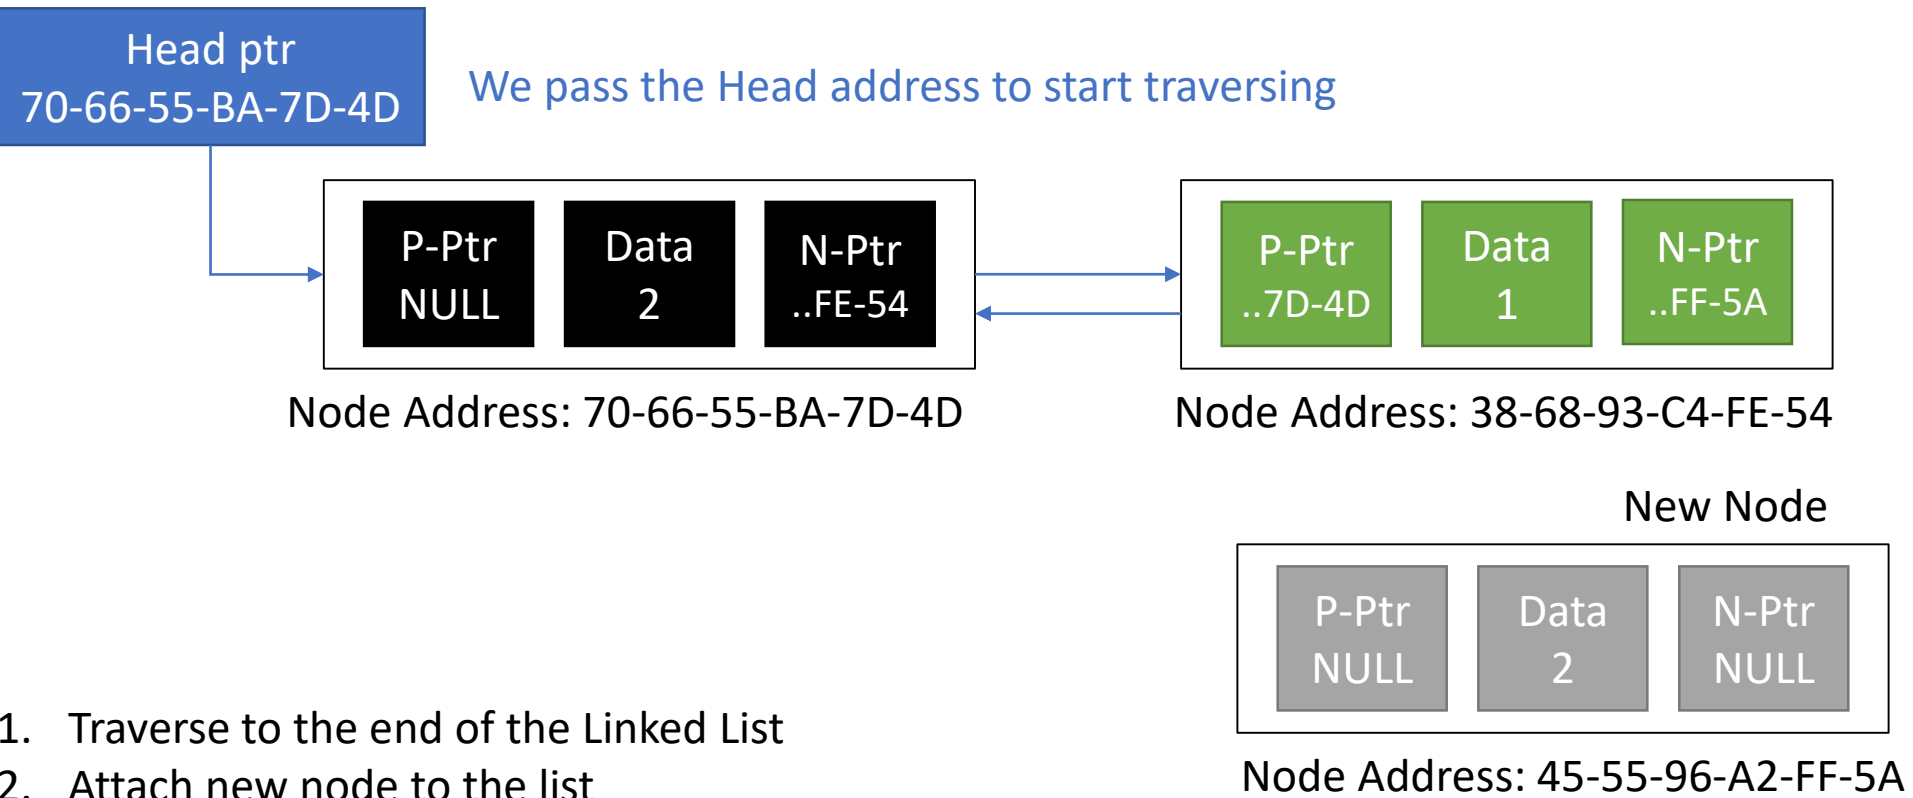 Head ptr
70-66-55-BA-7D-4D
We pass the Head address to start traversing
P-Ptr
NULL
Data
2
N-Ptr
..FE-54
P-Ptr
..7D-4D
Data
1
N-Ptr
..FF-5A
Node Address: 70-66-55-BA-7D-4D
Node Address: 38-68-93-C4-FE-54
New Node
P-Ptr
NULL
Data
2
N-Ptr
NULL
Node Address: 45-55-96-A2-FF-5A
1. Traverse to the end of the Linked List
2. Attach new node to the list